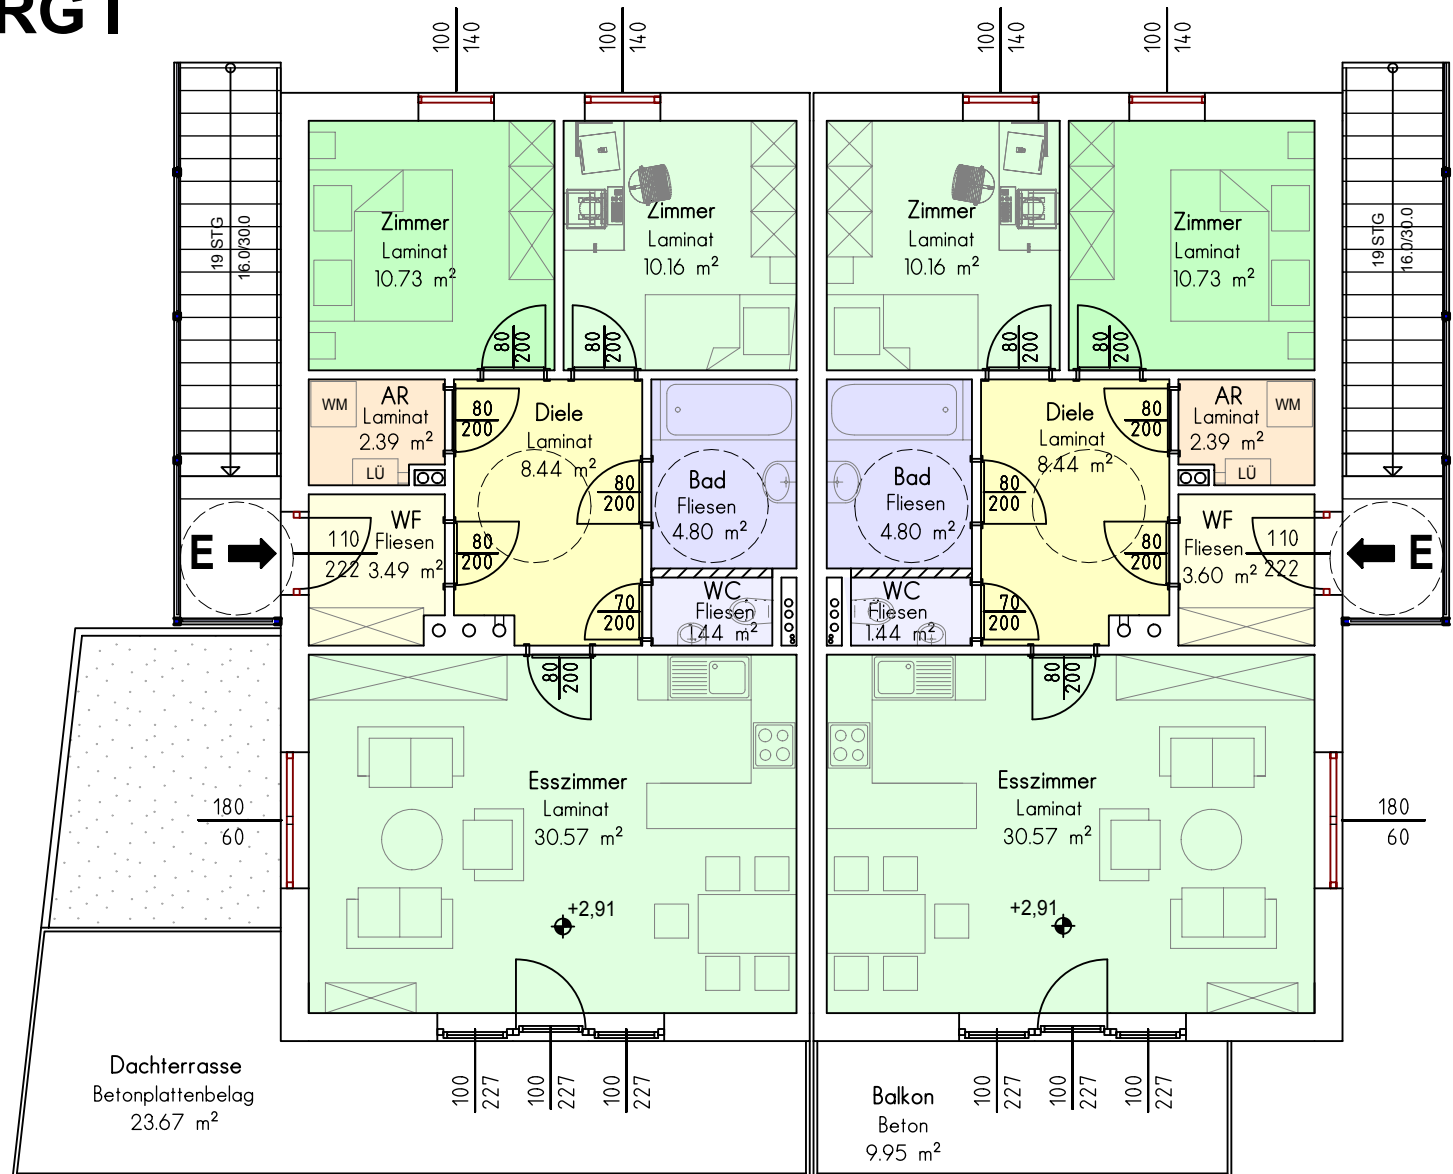 RG I
100
140
100
140
100
140
100
140
19 STG
16.0/30.0
Zimmer
Laminat
10.73 m²
Zimmer
Laminat
10.16 m²
Zimmer
Laminat
10.16 m²
Zimmer
Laminat
10.73 m²
19 STG
16.0/30.0
80
200
80
200
80
200
80
200
WM
AR
Laminat
2.39 m²
LÜ
80
200
Diele
Laminat
8.44 m²
80
200
Bad
Fliesen
4.80 m²
Bad
Fliesen
4.80 m²
80
200
Diele
Laminat
8.44 m²
80
200
AR
Laminat
2.39 m²
WM
LÜ
E
110
222
WF
Fliesen
3.49 m²
80
200
80
200
WF
Fliesen
3.60 m²
110
222
E
70
200
WC
Fliesen
1.44 m²
WC
Fliesen
1.44 m²
70
200
80
200
80
200
180
60
Esszimmer
Laminat
30.57 m²
+2,91
Esszimmer
Laminat
30.57 m²
+2,91
180
60
Dachterrasse
Betonplattenbelag
23.67 m²
100
227
100
227
100
227
Balkon
Beton
9.95 m²
100
227
100
227
100
227